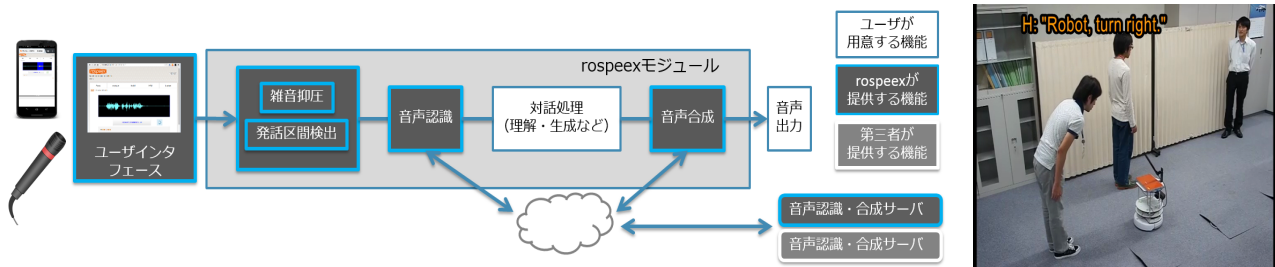 ユーザインタ
フェース
雑音抑圧
発話区間検出
音声認識
rospeexモジュール
対話処理
(理解・生成など)
音声合成
音声
出力
ユーザが
用意する機能
rospeexが
提供する機能
第三者が
提供する機能
音声認識・合成サーバ
音声認識・合成サーバ
H: "Robot, turn right."